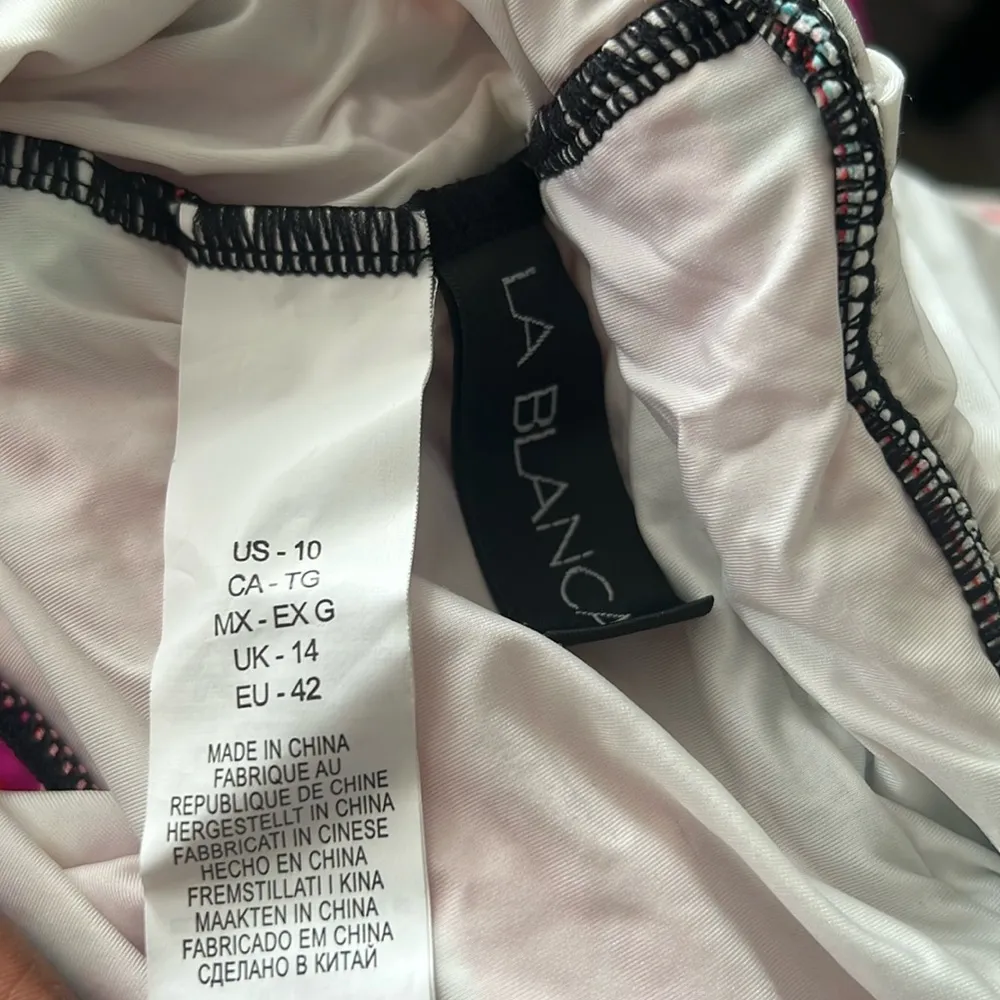 LA BLANCA
US - 10
CA - TG
MX - EX G
UK - 14
EU - 42
MADE IN CHINA
FABRIQUE AU
REPUBLIQUE DE CHINE
HERGESTELLT IN CHINA
FABBRICATI IN CINESE
HECHO EN CHINA
FREMSTILLATI I KINA
MAAKTEN IN CHINA
FABRICADO EM CHINA
СДЕЛАНО В КИТАЙ